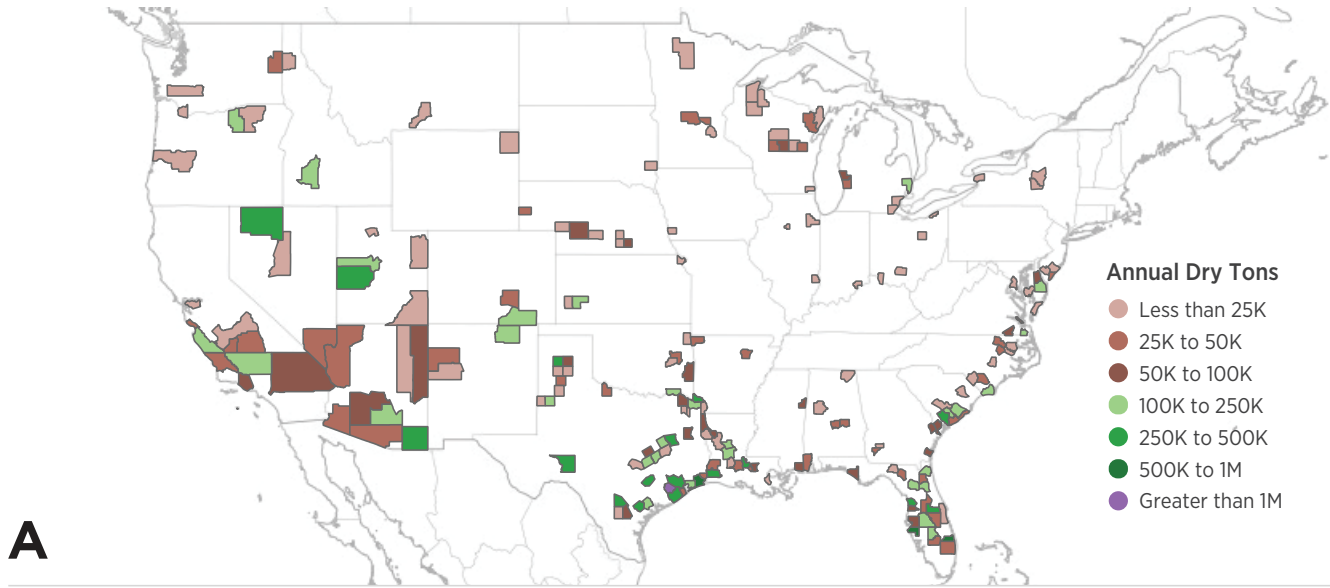 Annual Dry Tons
Less than 25K
25K to 50K
50K to 100K
100K to 250K
250K to 500K
500K to 1M
Greater than 1M
A